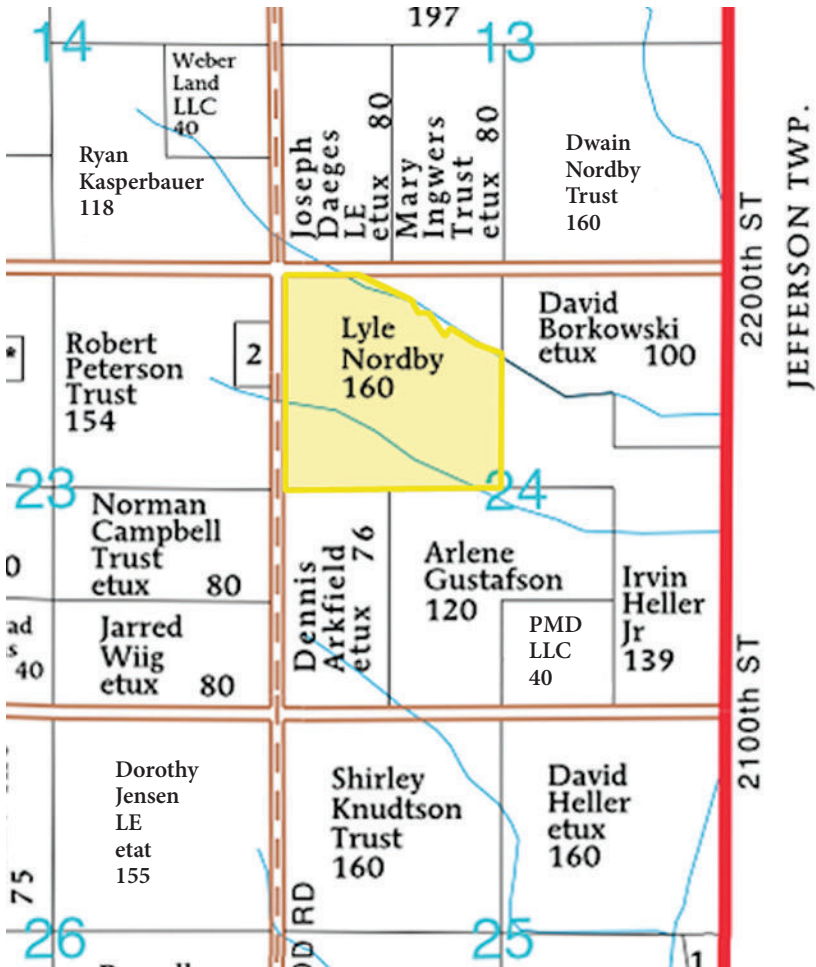 197
14
13
Weber
Land
LLC
40
Ryan
Kasperbauer
118
Joseph
Daeges
LE
etux 80
Mary
Ingwers
Trust
etux 80
Dwain
Nordby
Trust
160
2200th ST
JEFFERSON TWP.
*
Robert
Peterson
Trust
154
2
Lyle
Nordby
160
David
Borkowski
etux 100
23
24
0
Norman
Campbell
Trust
etux 80
Dennis
Arkfield
etux 76
Arlene
Gustafson
120
Irvin
Heller
Jr
139
PMD
LLC
40
ad
s
40
Jarred
Wiig
etux 80
2100th ST
75
Dorothy
Jensen
LE
etat
155
Shirley
Knudtson
Trust
160
David
Heller
etux
160
OD RD
26
25
1